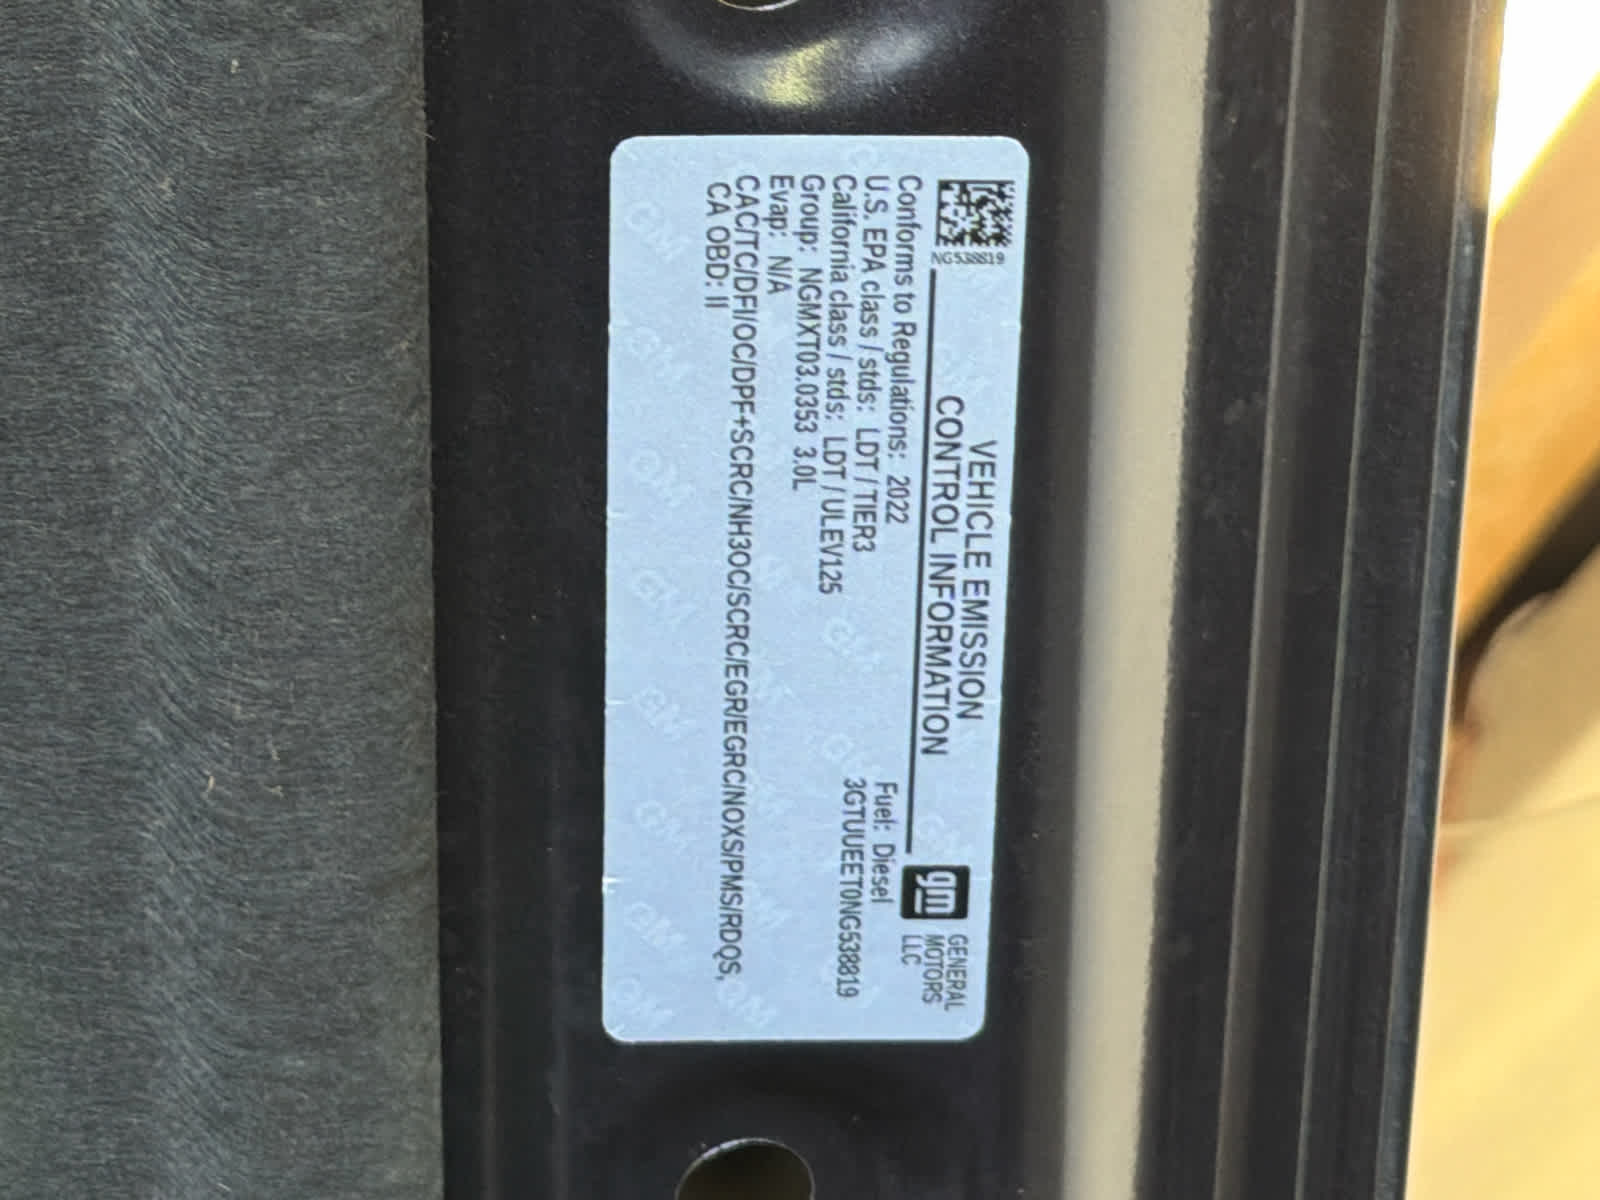 NG538819
VEHICLE EMISSION
CONTROL INFORMATION
gm
GENERAL
MOTORS
LLC
Conforms to Regulations: 2022
U.S. EPA class / stds: LDT / TIER3
Fuel: Diesel
California class / stds: LDT / ULEV125
3GTUUEET0NG538819
Group: NGMXT03.0353 3.0L
Evap: N/A
CAC/TC/DFI/OC/DPF+SCRC/NH3OC/SCRC/EGR/EGRC/NOXS/PMS/RDQS,
CA OBD: II